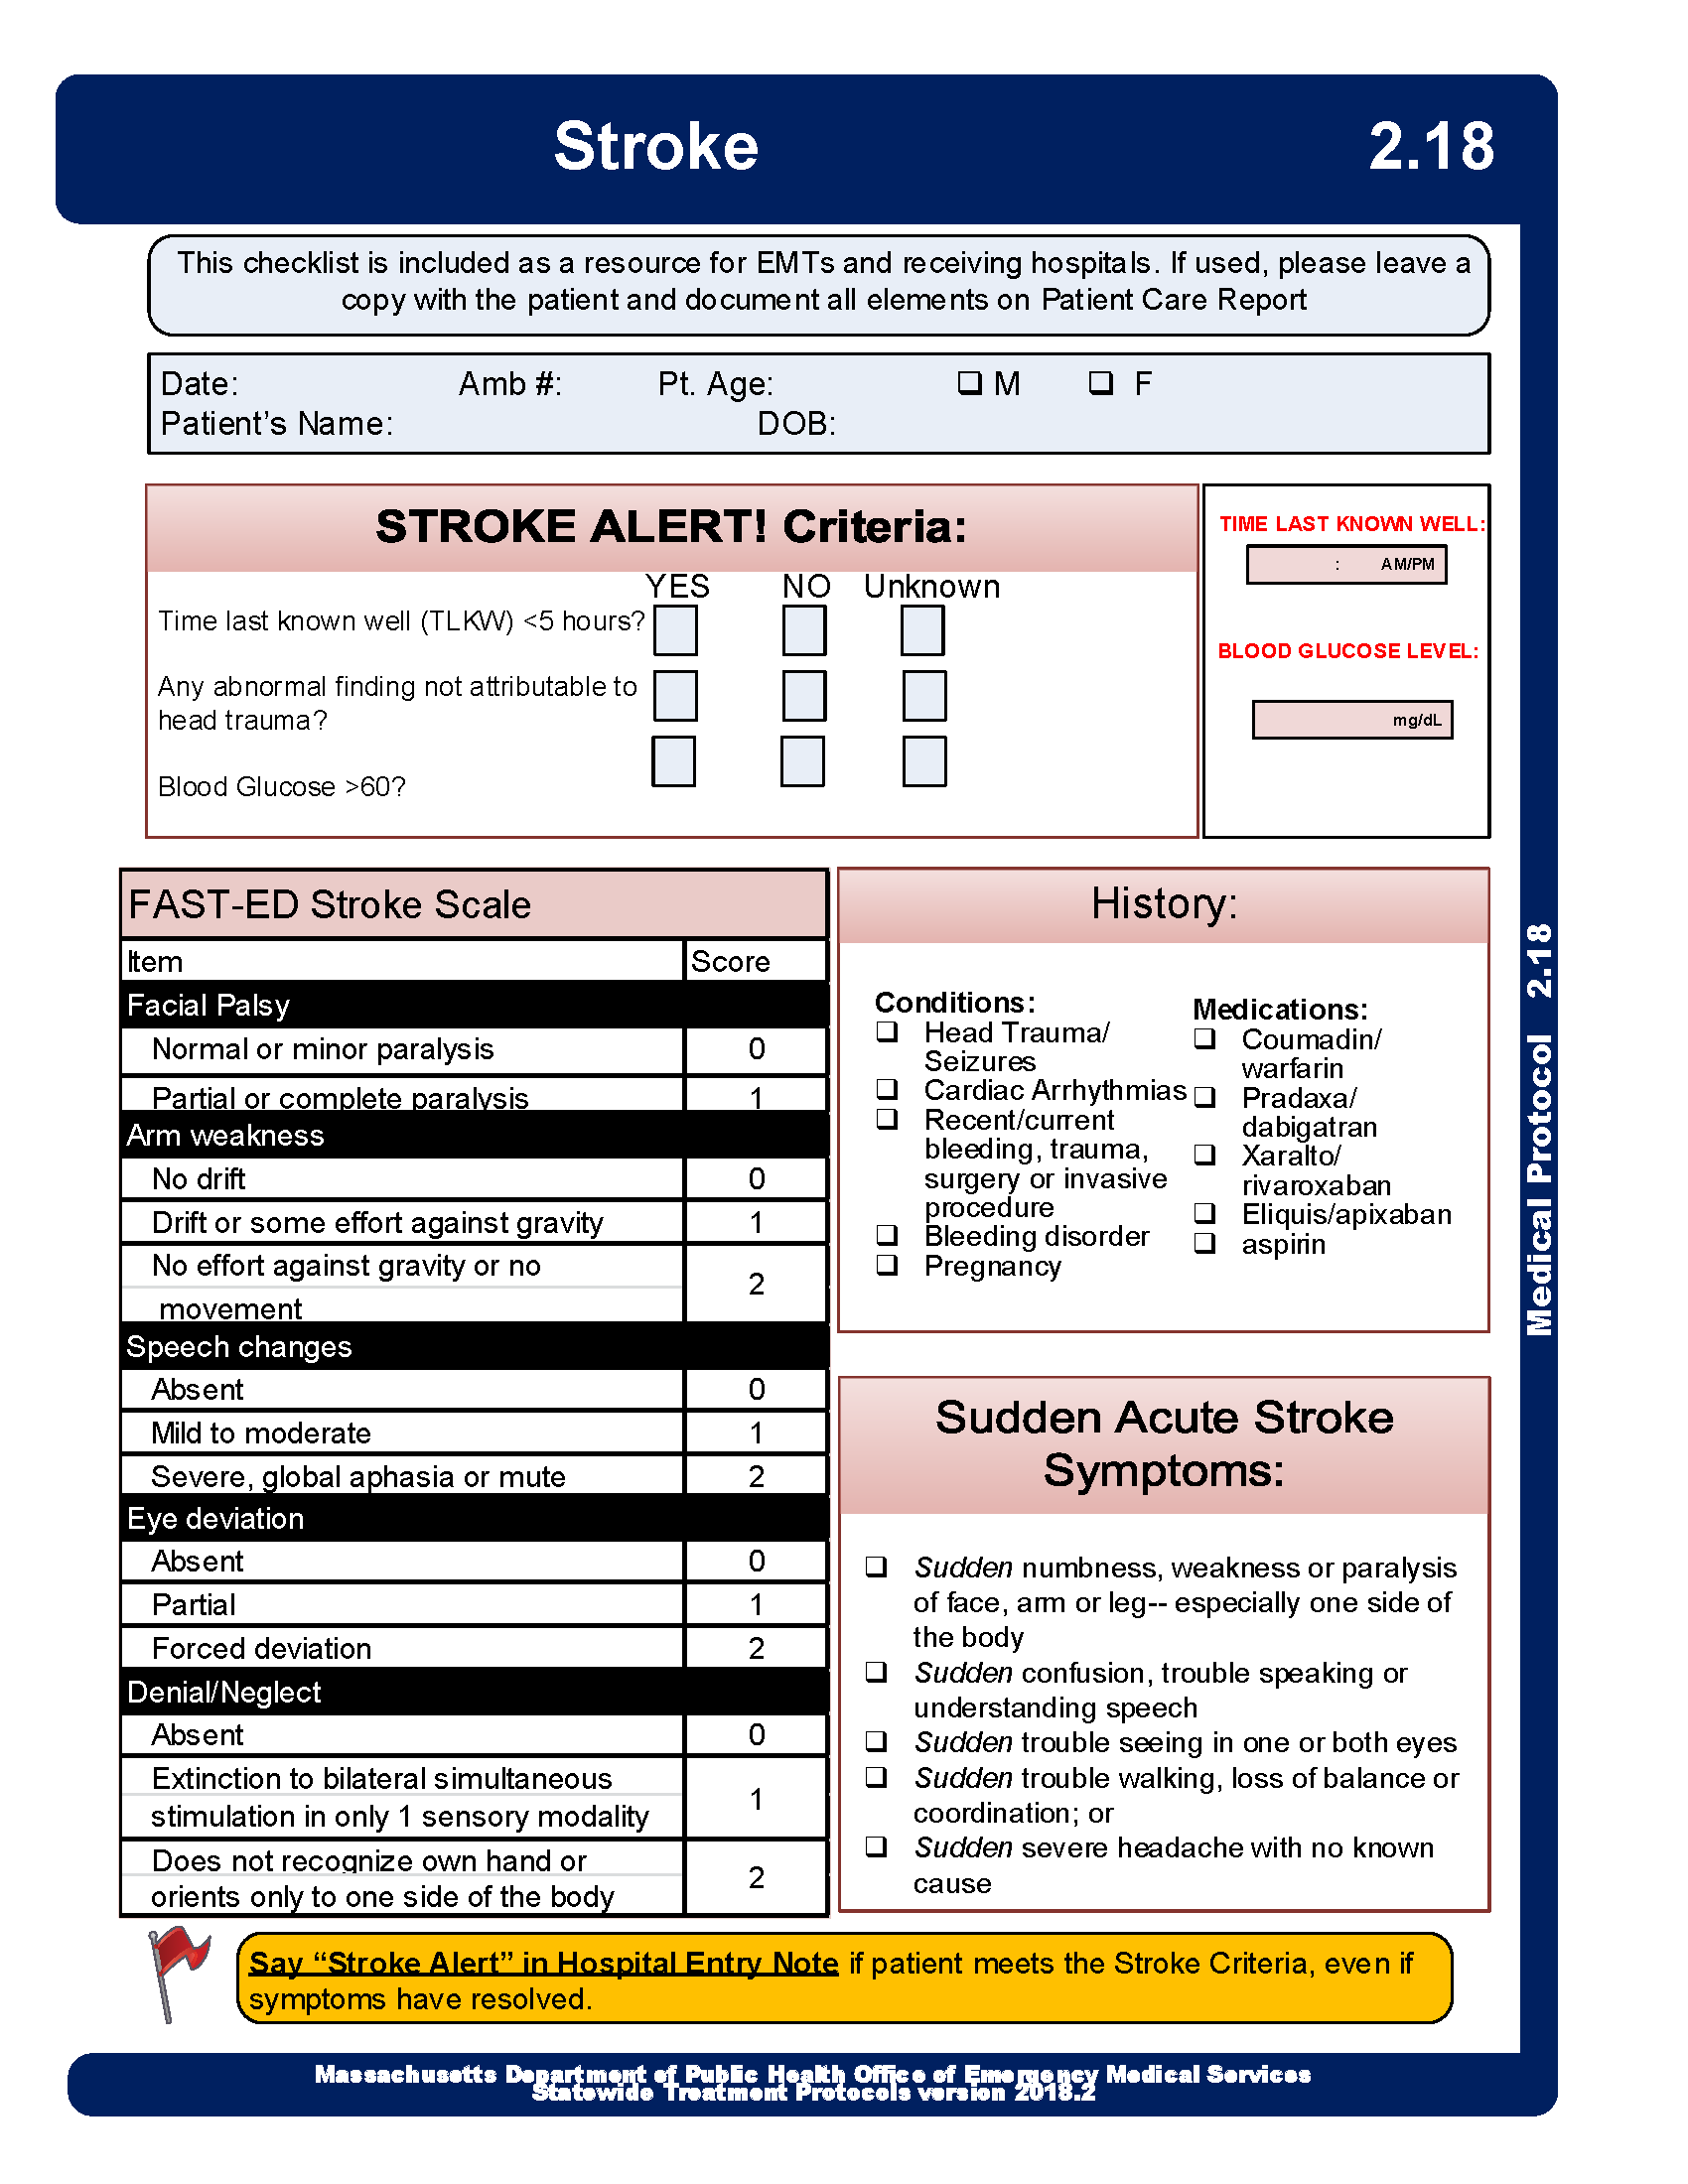 Stroke 2.18
This checklist is included as a resource for EMTs and receiving hospitals. If used, please leave a
copy with the patient and document all elements on Patient Care Report
Date: Amb #: Pt. Age: ❑ M ❑ F
Patient’s Name: DOB:
STROKE ALERT! Criteria:
YES NO Unknown
Time last known well (TLKW) <5 hours?
Any abnormal finding not attributable to
head trauma?
Blood Glucose >60?
TIME LAST KNOWN WELL:
: AM/PM
BLOOD GLUCOSE LEVEL:
mg/dL
FAST-ED Stroke Scale
Item Score
Facial Palsy
Normal or minor paralysis 0
Partial or complete paralysis 1
Arm weakness
No drift 0
Drift or some effort against gravity 1
No effort against gravity or no
movement 2
Speech changes
Absent 0
Mild to moderate 1
Severe, global aphasia or mute 2
Eye deviation
Absent 0
Partial 1
Forced deviation 2
Denial/Neglect
Absent 0
Extinction to bilateral simultaneous
stimulation in only 1 sensory modality 1
Does not recognize own hand or
orients only to one side of the body 2
History:
Conditions:
❑ Head Trauma/
Seizures
❑ Cardiac Arrhythmias
❑ Recent/current
bleeding, trauma,
surgery or invasive
procedure
❑ Bleeding disorder
❑ Pregnancy
Medications:
❑ Coumadin/
warfarin
❑ Pradaxa/
dabigatran
❑ Xaralto/
rivaroxaban
❑ Eliquis/apixaban
❑ aspirin
Sudden Acute Stroke
Symptoms:
❑ Sudden numbness, weakness or paralysis
of face, arm or leg-- especially one side of
the body
❑ Sudden confusion, trouble speaking or
understanding speech
❑ Sudden trouble seeing in one or both eyes
❑ Sudden trouble walking, loss of balance or
coordination; or
❑ Sudden severe headache with no known
cause
Say “Stroke Alert” in Hospital Entry Note if patient meets the Stroke Criteria, even if
symptoms have resolved.
Medical Protocol 2.18
Massachusetts Department of Public Health Office of Emergency Medical Services
Statewide Treatment Protocols version 2018.2